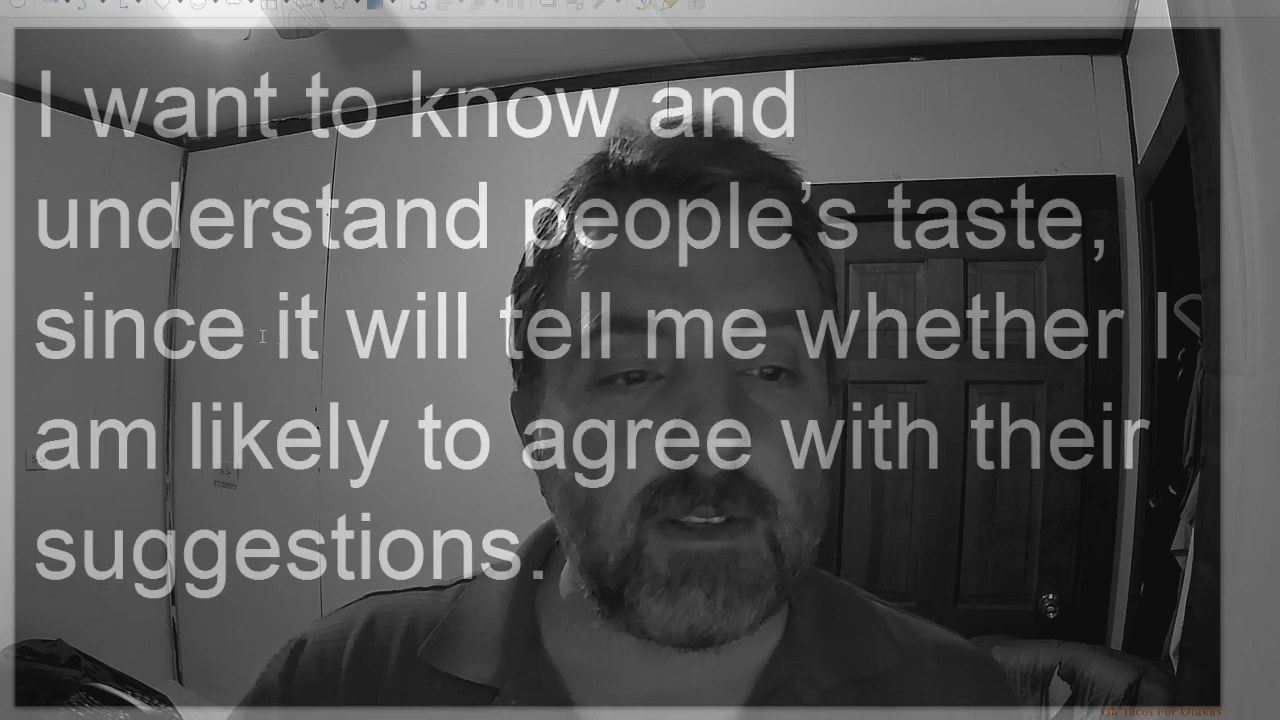 I want to know and
understand people’s taste,
since it will tell me whether I
am likely to agree with their
suggestions.